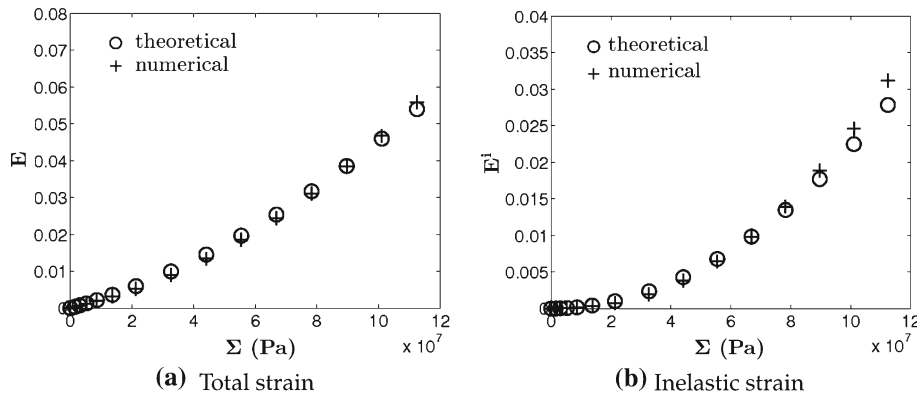 0.08
0.07
0.06
0.05
0.04
0.03
0.02
0.01
0
E
theoretical
numerical
0 2 4 6 8 10 12
Σ (Pa)
x 10^7
(a) Total strain
0.04
0.035
0.03
0.025
0.02
0.015
0.01
0.005
0
E^i
theoretical
numerical
0 2 4 6 8 10 12
Σ (Pa)
x 10^7
(b) Inelastic strain